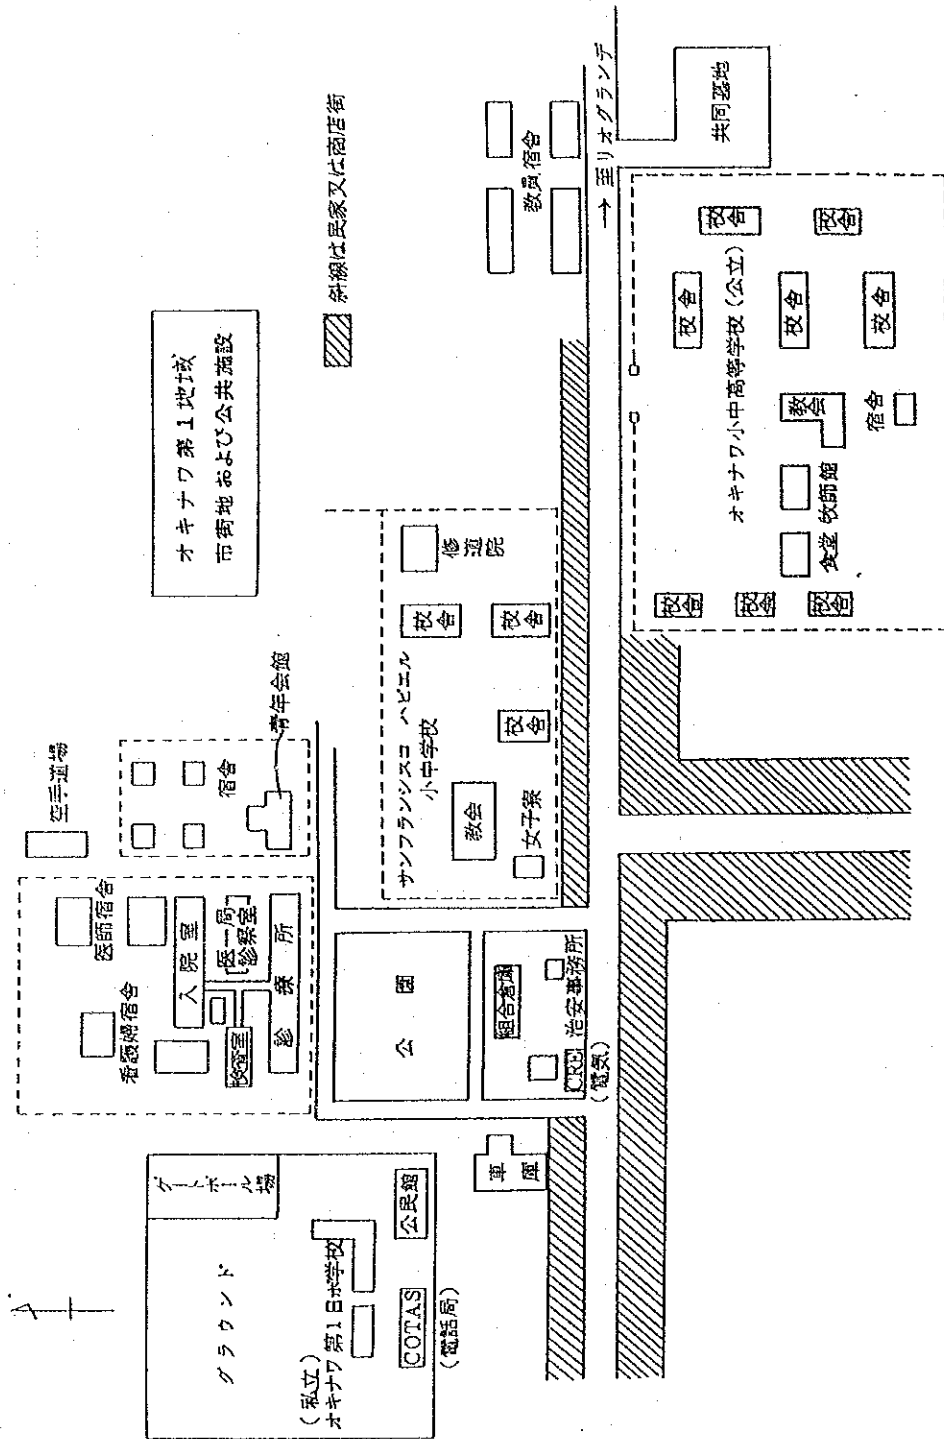 オキナワ第1地域
市街地および公共施設
斜線は民家又は商店街
空手道場
宿舎
青年会館
医師宿舎
看護婦宿舎
入院室
医局
診察室
検査室
診療所
ゲートボール場
グラウンド
(私立)
オキナワ第1日ボ学校
公民館
COTAS
(電話局)
車庫
公園
組合倉庫
治安事務所
CRE
(電気)
サンフランシスコ ハビエル
小中学校
修道院
校舎
校舎
校舎
教会
女子寮
教員宿舎
→至リオグランデ
共同墓地
オキナワ小中高等学校(公立)
校舎
校舎
校舎
校舎
校舎
教会
宿舎
牧師館
食堂
校舎
校舎
校舎